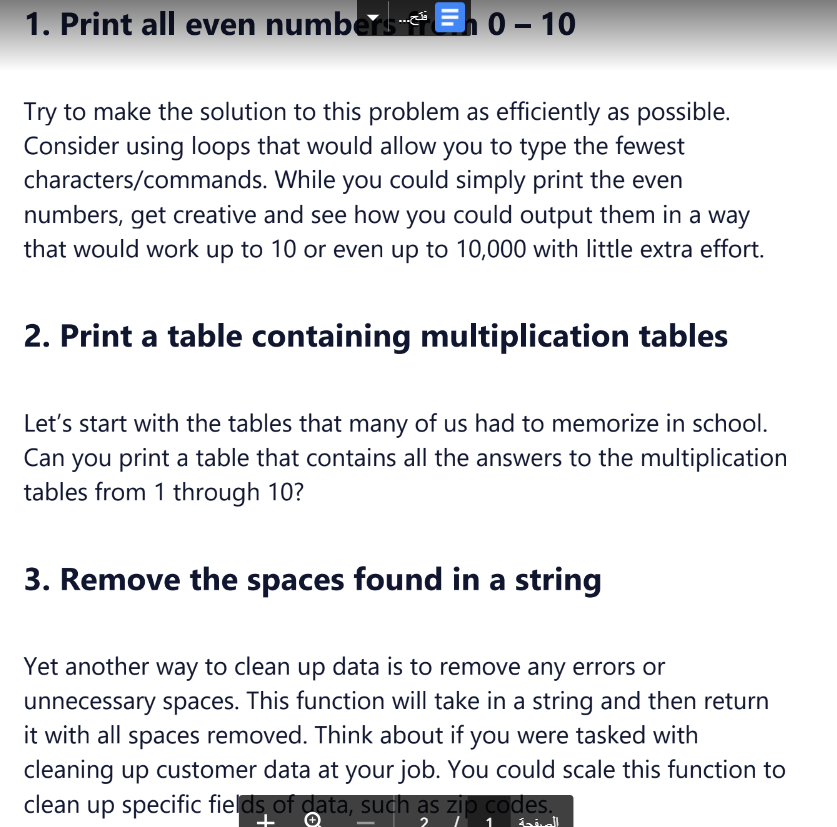 1. Print all even numbers from 0 – 10
فتح...
Try to make the solution to this problem as efficiently as possible.
Consider using loops that would allow you to type the fewest
characters/commands. While you could simply print the even
numbers, get creative and see how you could output them in a way
that would work up to 10 or even up to 10,000 with little extra effort.
2. Print a table containing multiplication tables
Let’s start with the tables that many of us had to memorize in school.
Can you print a table that contains all the answers to the multiplication
tables from 1 through 10?
3. Remove the spaces found in a string
Yet another way to clean up data is to remove any errors or
unnecessary spaces. This function will take in a string and then return
it with all spaces removed. Think about if you were tasked with
cleaning up customer data at your job. You could scale this function to
clean up specific fields of data, such as zip codes.
الصفحة 1 / 2